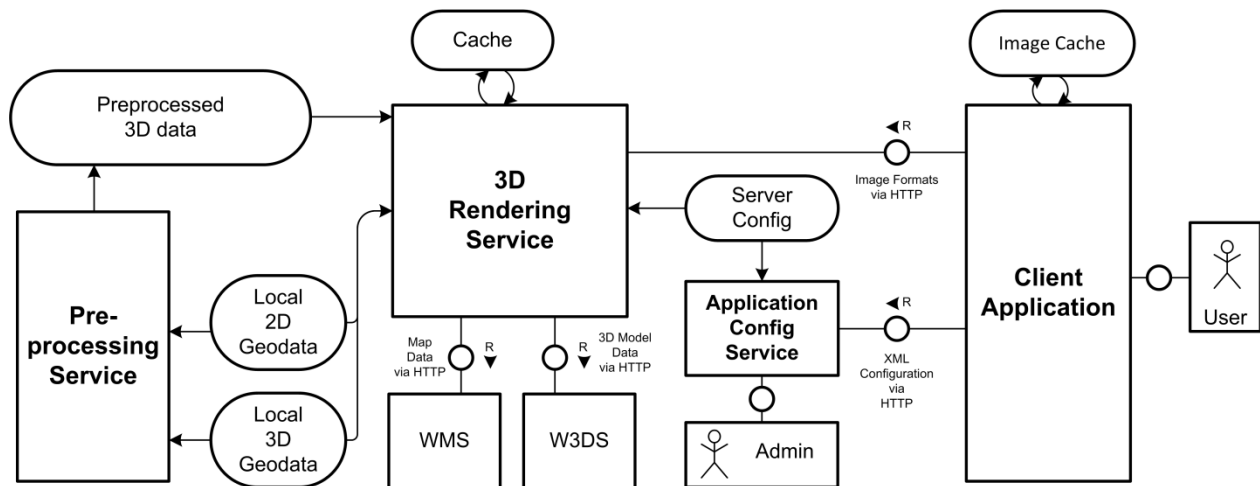 Cache
Image Cache
Preprocessed
3D data
3D
Rendering
Service
R
Image Formats
via HTTP
Server
Config
Client
Application
User
Pre-
processing
Service
Local
2D
Geodata
Local
3D
Geodata
Map
Data
via HTTP
R
R
3D Model
Data
via HTTP
WMS
W3DS
Application
Config
Service
R
XML
Configuration
via
HTTP
Admin